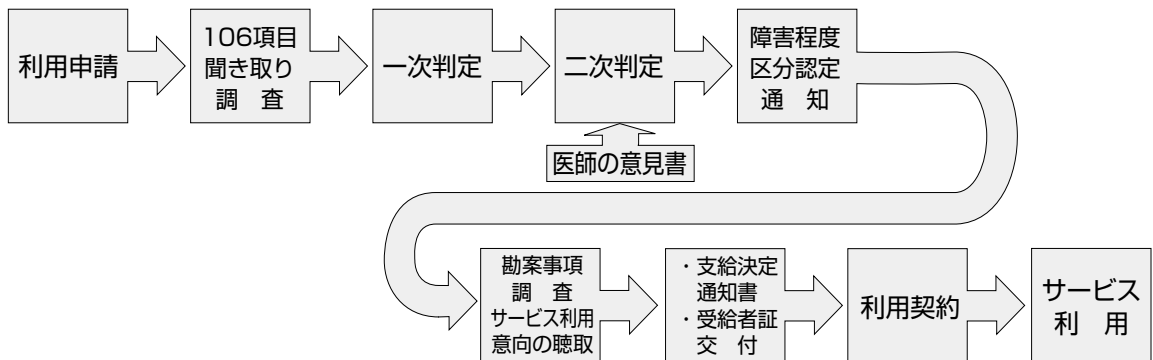 利用申請
106項目
聞き取り
調　査
一次判定
二次判定
障害程度
区分認定
通　知
医師の意見書
勘案事項
調　査
サービス利用
意向の聴取
・支給決定
通知書
・受給者証
交　付
利用契約
サービス
利　用